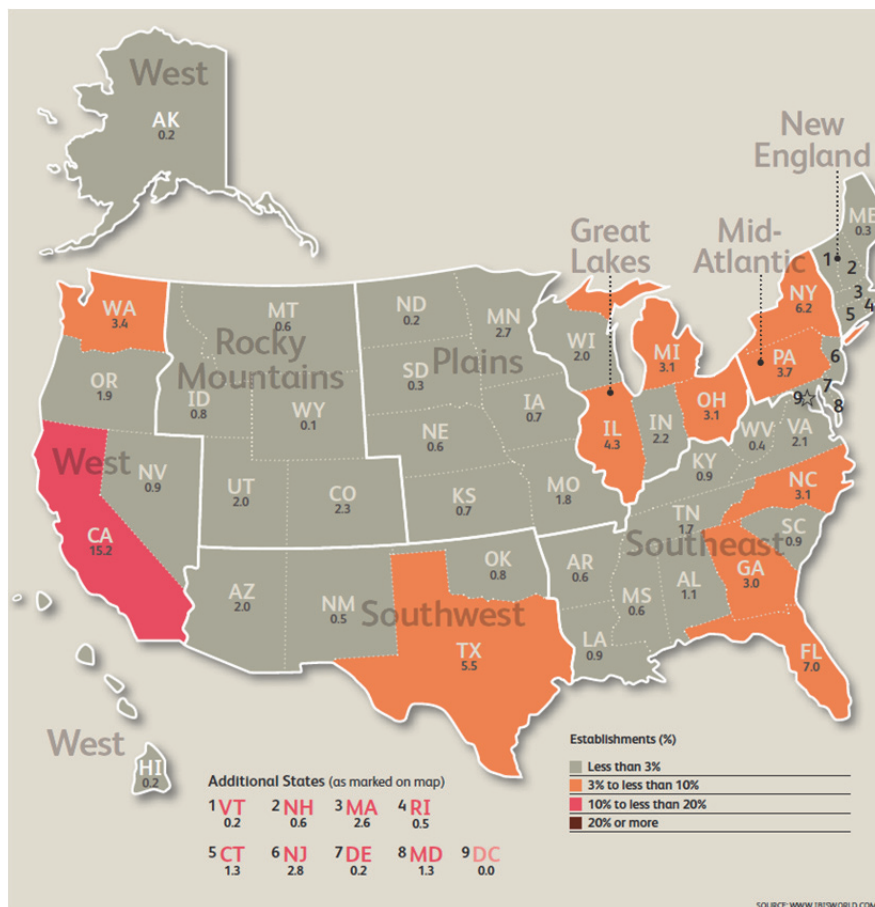 West
AK
0.2
New
England
Great
Lakes
Mid-
Atlantic
ME
0.3
1
2
3
4
5
WA
3.4
MT
0.6
ND
0.2
MN
2.7
WI
2.0
MI
3.1
NY
6.2
PA
3.7
6
7
8
9
Rocky
Mountains
Plains
OR
1.9
ID
0.8
WY
0.1
SD
0.3
IA
0.7
NE
0.6
IL
4.3
IN
2.2
OH
3.1
WV
0.4
VA
2.1
West
NV
0.9
UT
2.0
CO
2.3
KS
0.7
MO
1.8
KY
0.9
NC
3.1
CA
15.2
TN
1.7
SC
0.9
Southeast
AZ
2.0
NM
0.5
OK
0.8
AR
0.6
MS
0.6
AL
1.1
GA
3.0
Southwest
TX
5.5
LA
0.9
FL
7.0
West
HI
0.2
Additional States (as marked on map)
1 VT 2 NH 3 MA 4 RI
0.2 0.6 2.6 0.5
5 CT 6 NJ 7 DE 8 MD 9 DC
1.3 2.8 0.2 1.3 0.0
Establishments (%)
Less than 3%
3% to less than 10%
10% to less than 20%
20% or more
SOURCE: WWW.IBISWORLD.COM